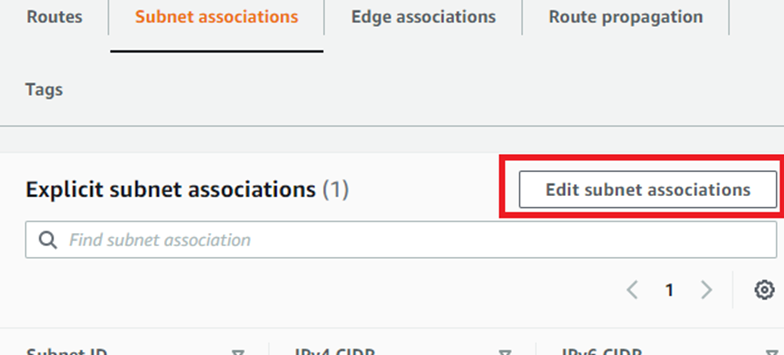 Routes Subnet associations Edge associations Route propagation
Tags
Explicit subnet associations (1) Edit subnet associations
Find subnet association
1
Subnet ID IPv4 CIDR IPv6 CIDR